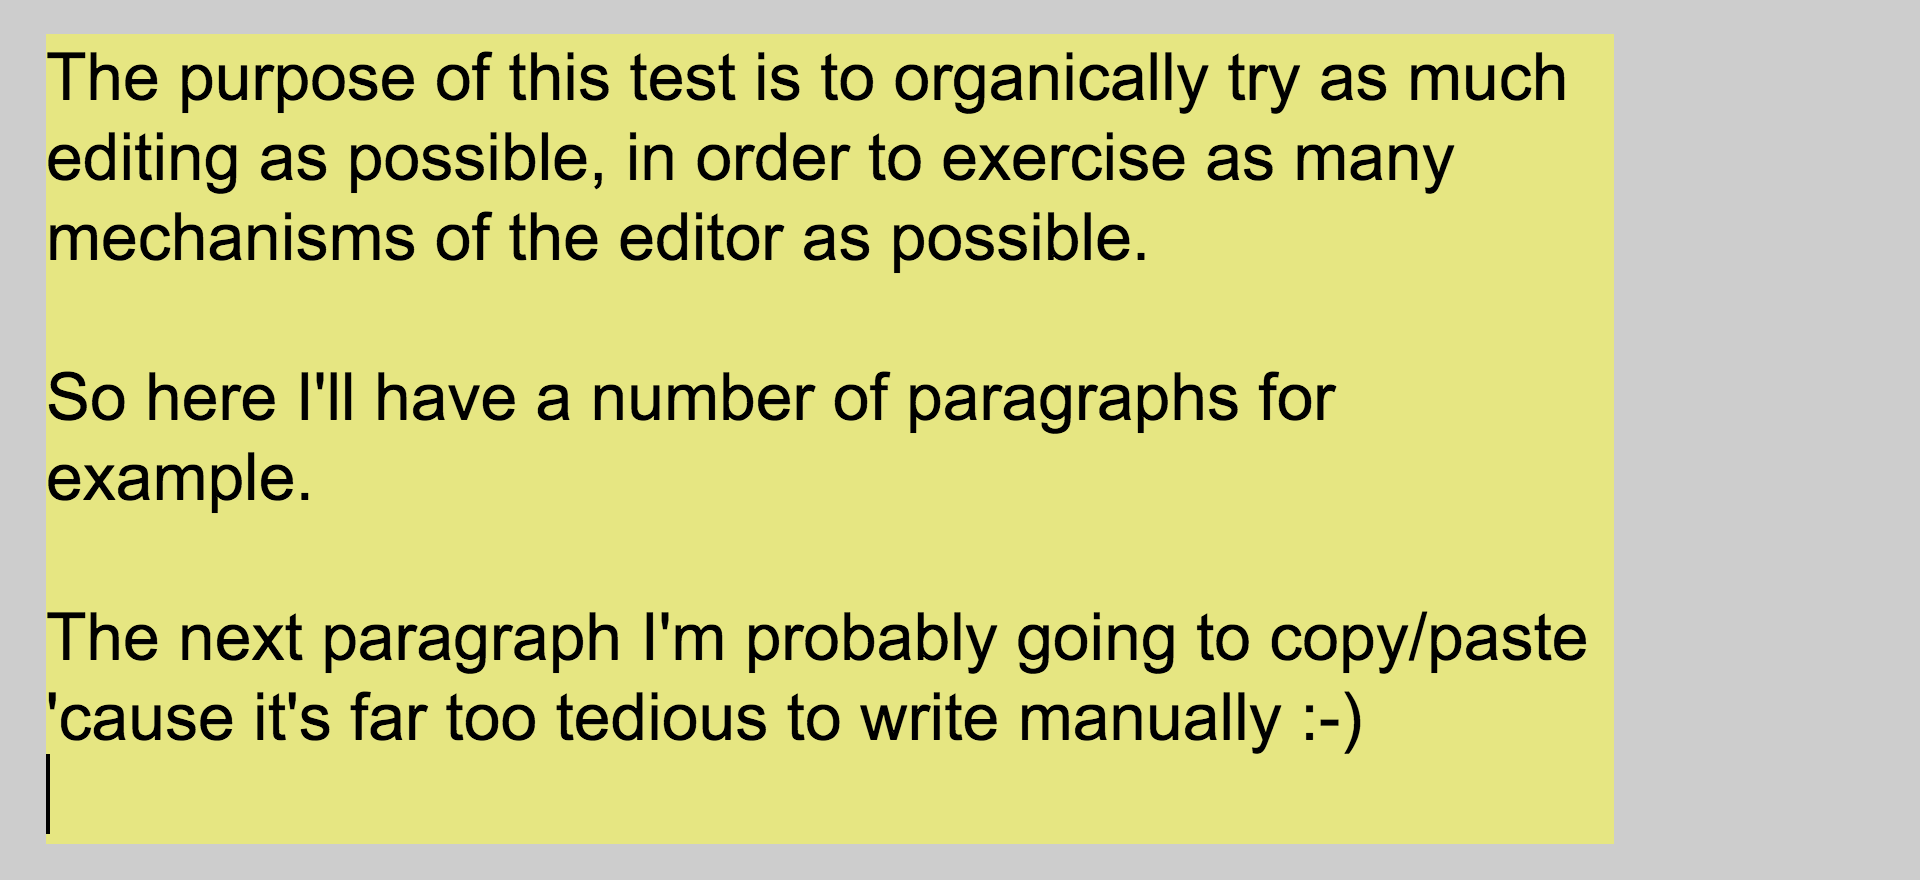 The purpose of this test is to organically try as much
editing as possible, in order to exercise as many
mechanisms of the editor as possible.

So here I'll have a number of paragraphs for
example.

The next paragraph I'm probably going to copy/paste
'cause it's far too tedious to write manually :-)